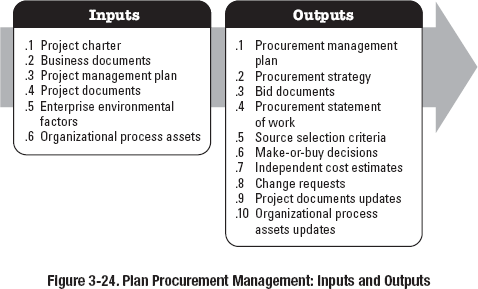 Inputs
.1 Project charter
.2 Business documents
.3 Project management plan
.4 Project documents
.5 Enterprise environmental
factors
.6 Organizational process assets
Outputs
.1 Procurement management
plan
.2 Procurement strategy
.3 Bid documents
.4 Procurement statement
of work
.5 Source selection criteria
.6 Make-or-buy decisions
.7 Independent cost estimates
.8 Change requests
.9 Project documents updates
.10 Organizational process
assets updates
Figure 3-24. Plan Procurement Management: Inputs and Outputs